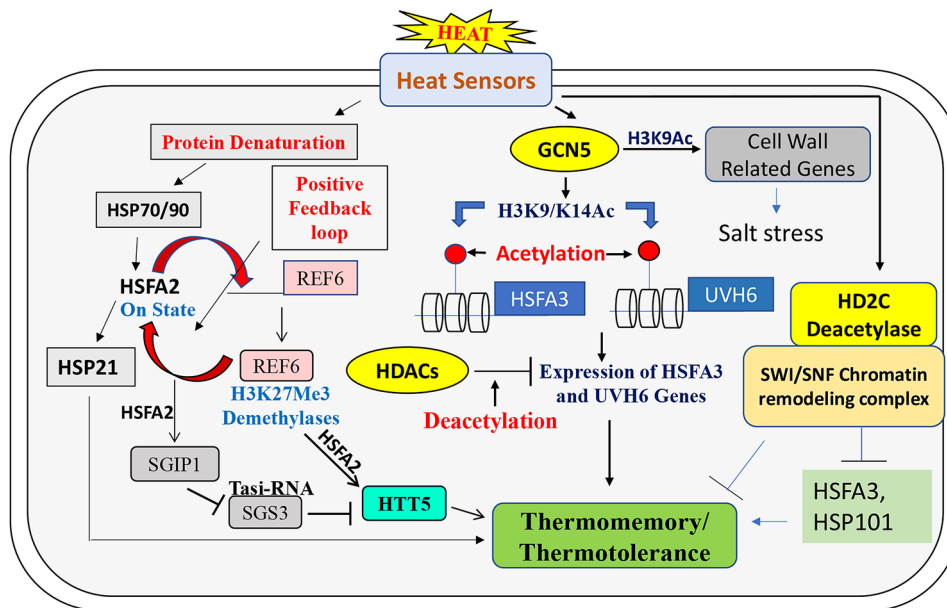 HEAT
Heat Sensors
Protein Denaturation
HSP70/90
Positive
Feedback
loop
HSFA2
On State
REF6
HSP21
REF6
H3K27Me3
Demethylases
HSFA2
HSFA2
SGIP1
Tasi-RNA
SGS3
HTT5
GCN5
H3K9Ac
Cell Wall
Related Genes
Salt stress
H3K9/K14Ac
Acetylation
HSFA3
UVH6
HDACs
Deacetylation
Expression of HSFA3
and UVH6 Genes
HD2C
Deacetylase
SWI/SNF Chromatin
remodeling complex
HSFA3,
HSP101
Thermomemory/
Thermotolerance